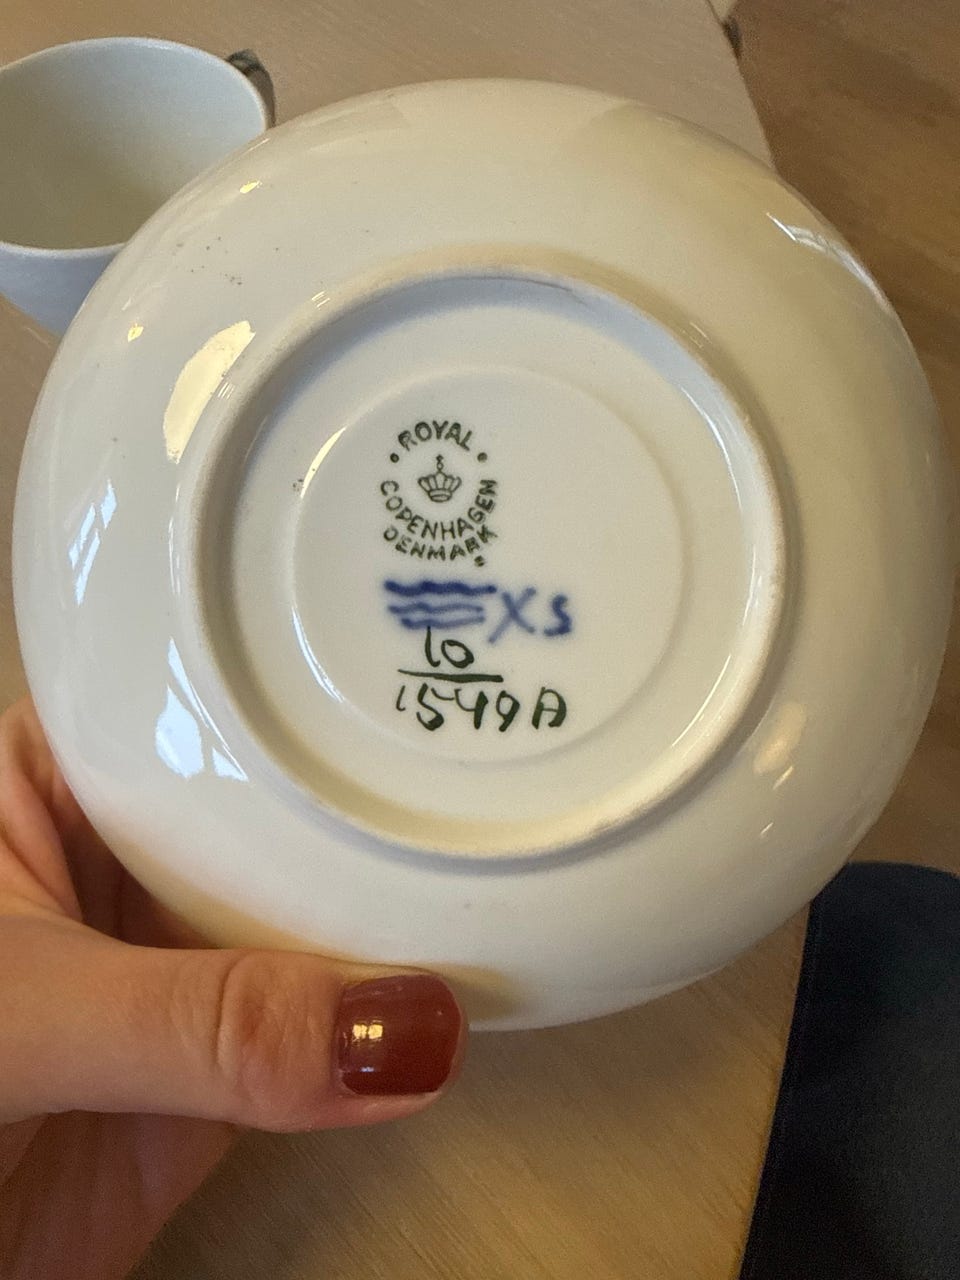 ROYAL
COPENHAGEN
DENMARK
XS
10
1549A